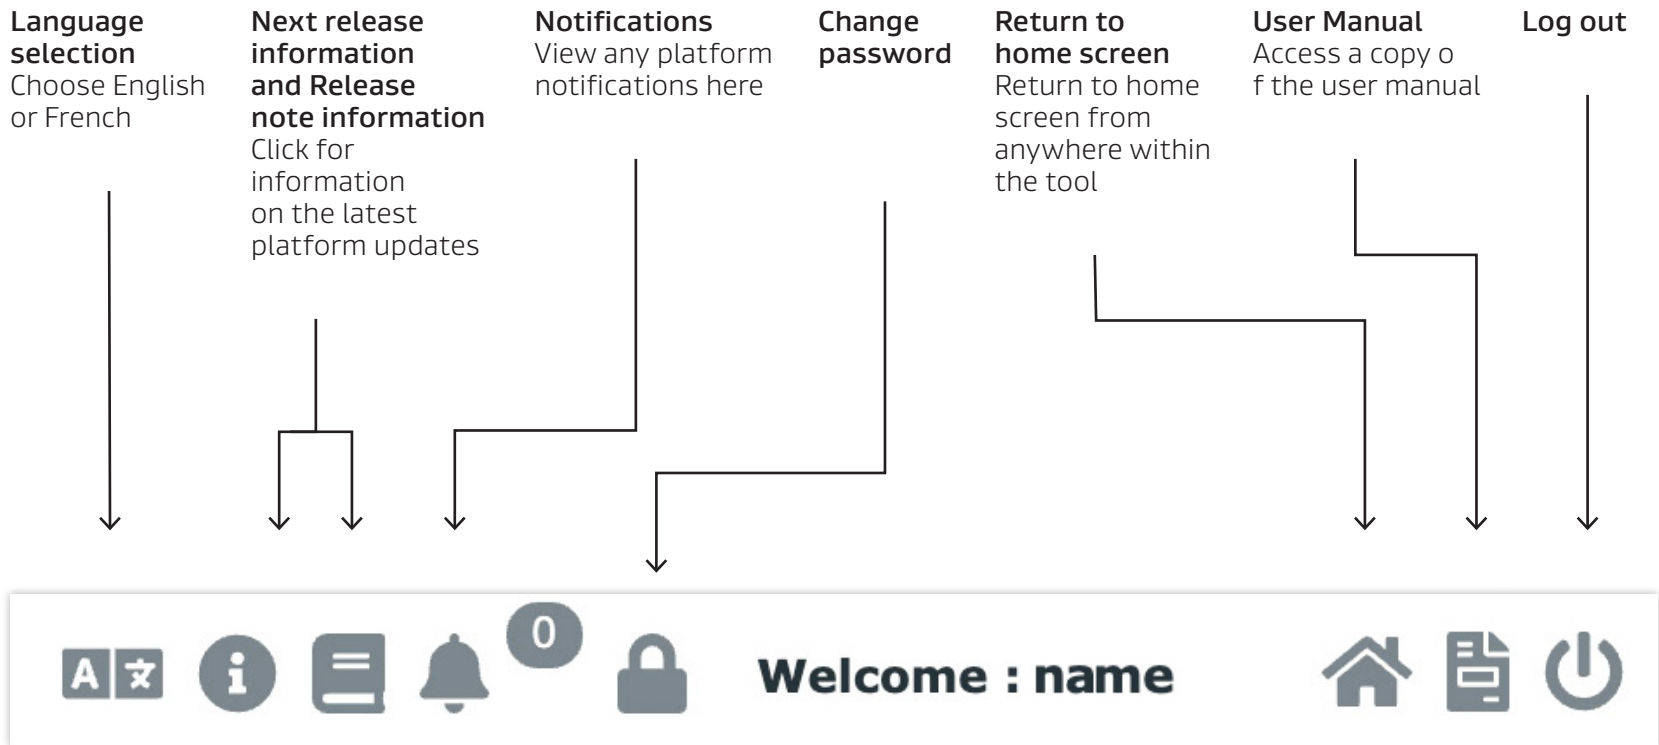 Language
selection
Choose English
or French
Next release
information
and Release
note information
Click for
information
on the latest
platform updates
Notifications
View any platform
notifications here
Change
password
Return to
home screen
Return to home
screen from
anywhere within
the tool
User Manual
Access a copy o
f the user manual
Log out
A 文
i
0
Welcome : name